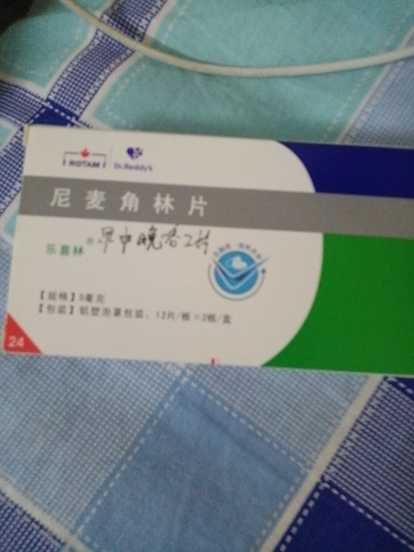 ROTAM
Dr.Reddy's
尼麦角林片
乐喜林
早中晚各2片
【规格】5毫克
【包装】铝塑泡罩包装，12片/板×2板/盒
24